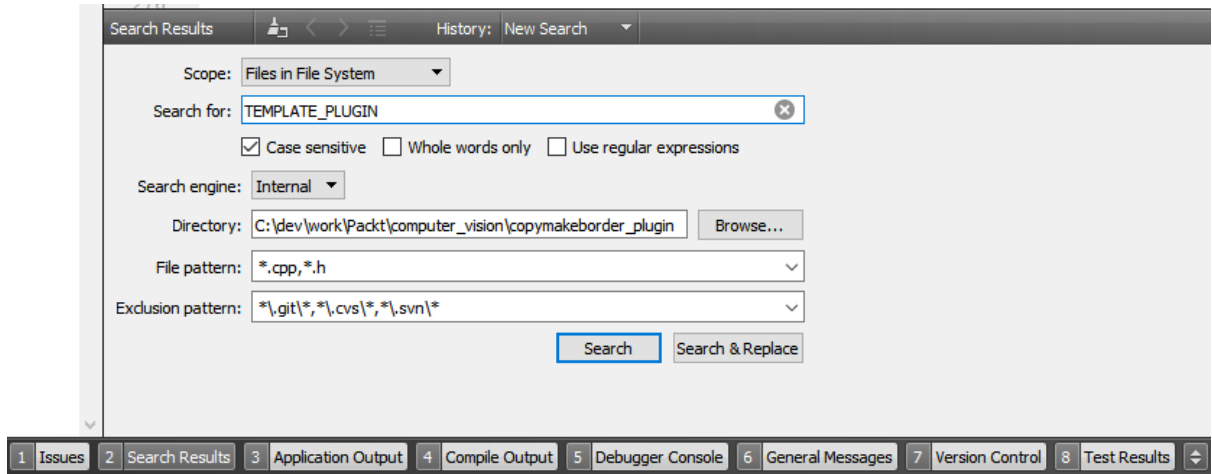 Search Results History: New Search
Scope: Files in File System
Search for: TEMPLATE_PLUGIN
Case sensitive Whole words only Use regular expressions
Search engine: Internal
Directory: C:\dev\work\Packt\computer_vision\copymakeborder_plugin Browse...
File pattern: *.cpp,*.h
Exclusion pattern: *\.git\*,*\.cvs\*,*\.svn\*
Search Search & Replace
1 Issues 2 Search Results 3 Application Output 4 Compile Output 5 Debugger Console 6 General Messages 7 Version Control 8 Test Results